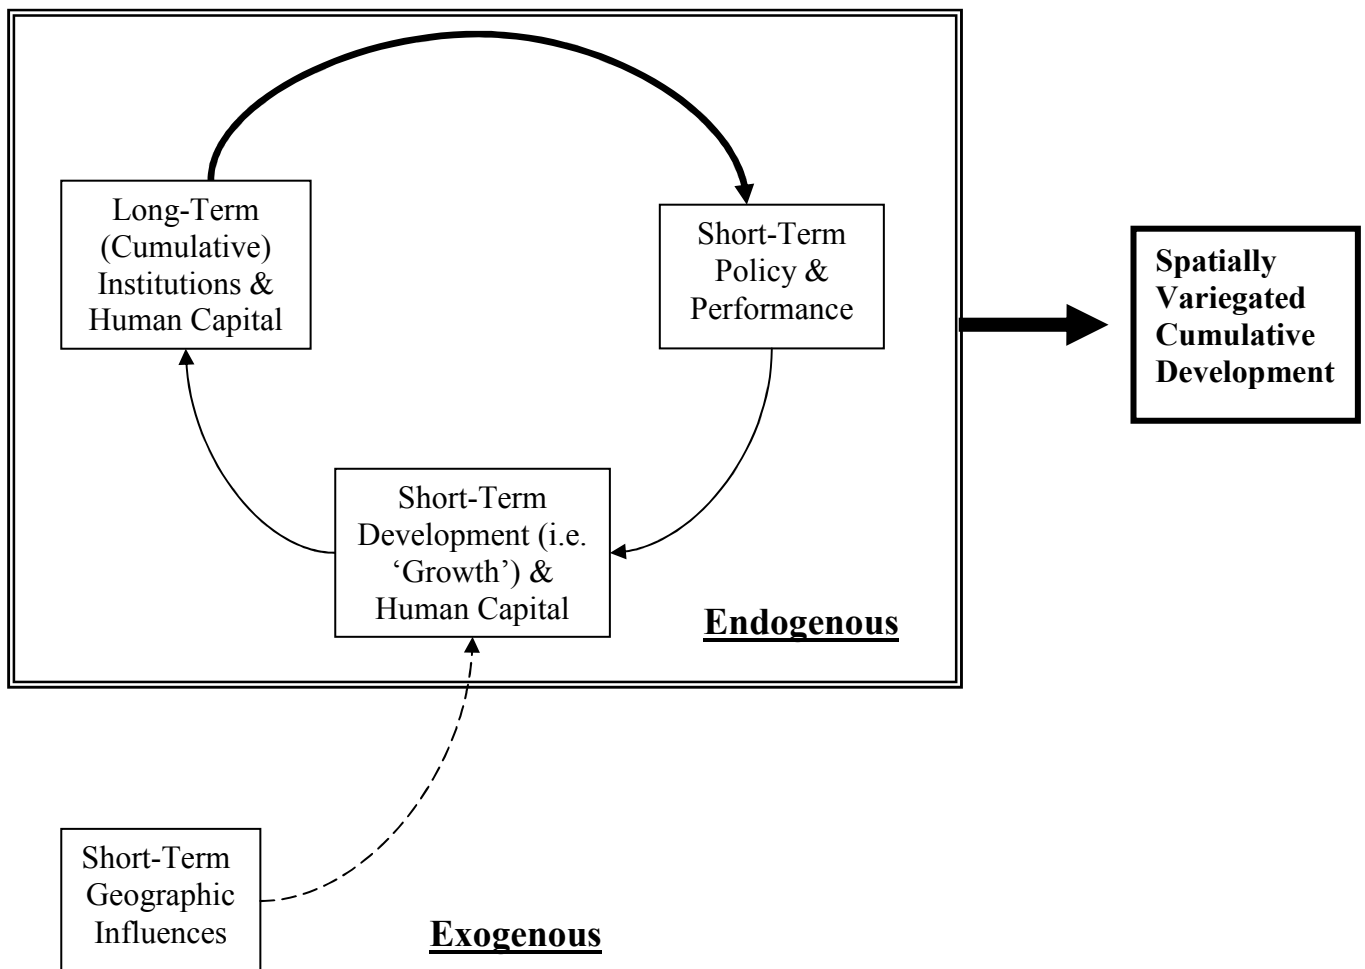 Long-Term
(Cumulative)
Institutions &
Human Capital
Short-Term
Policy &
Performance
Spatially
Variegated
Cumulative
Development
Short-Term
Development (i.e.
‘Growth’) &
Human Capital
Endogenous
Short-Term
Geographic
Influences
Exogenous